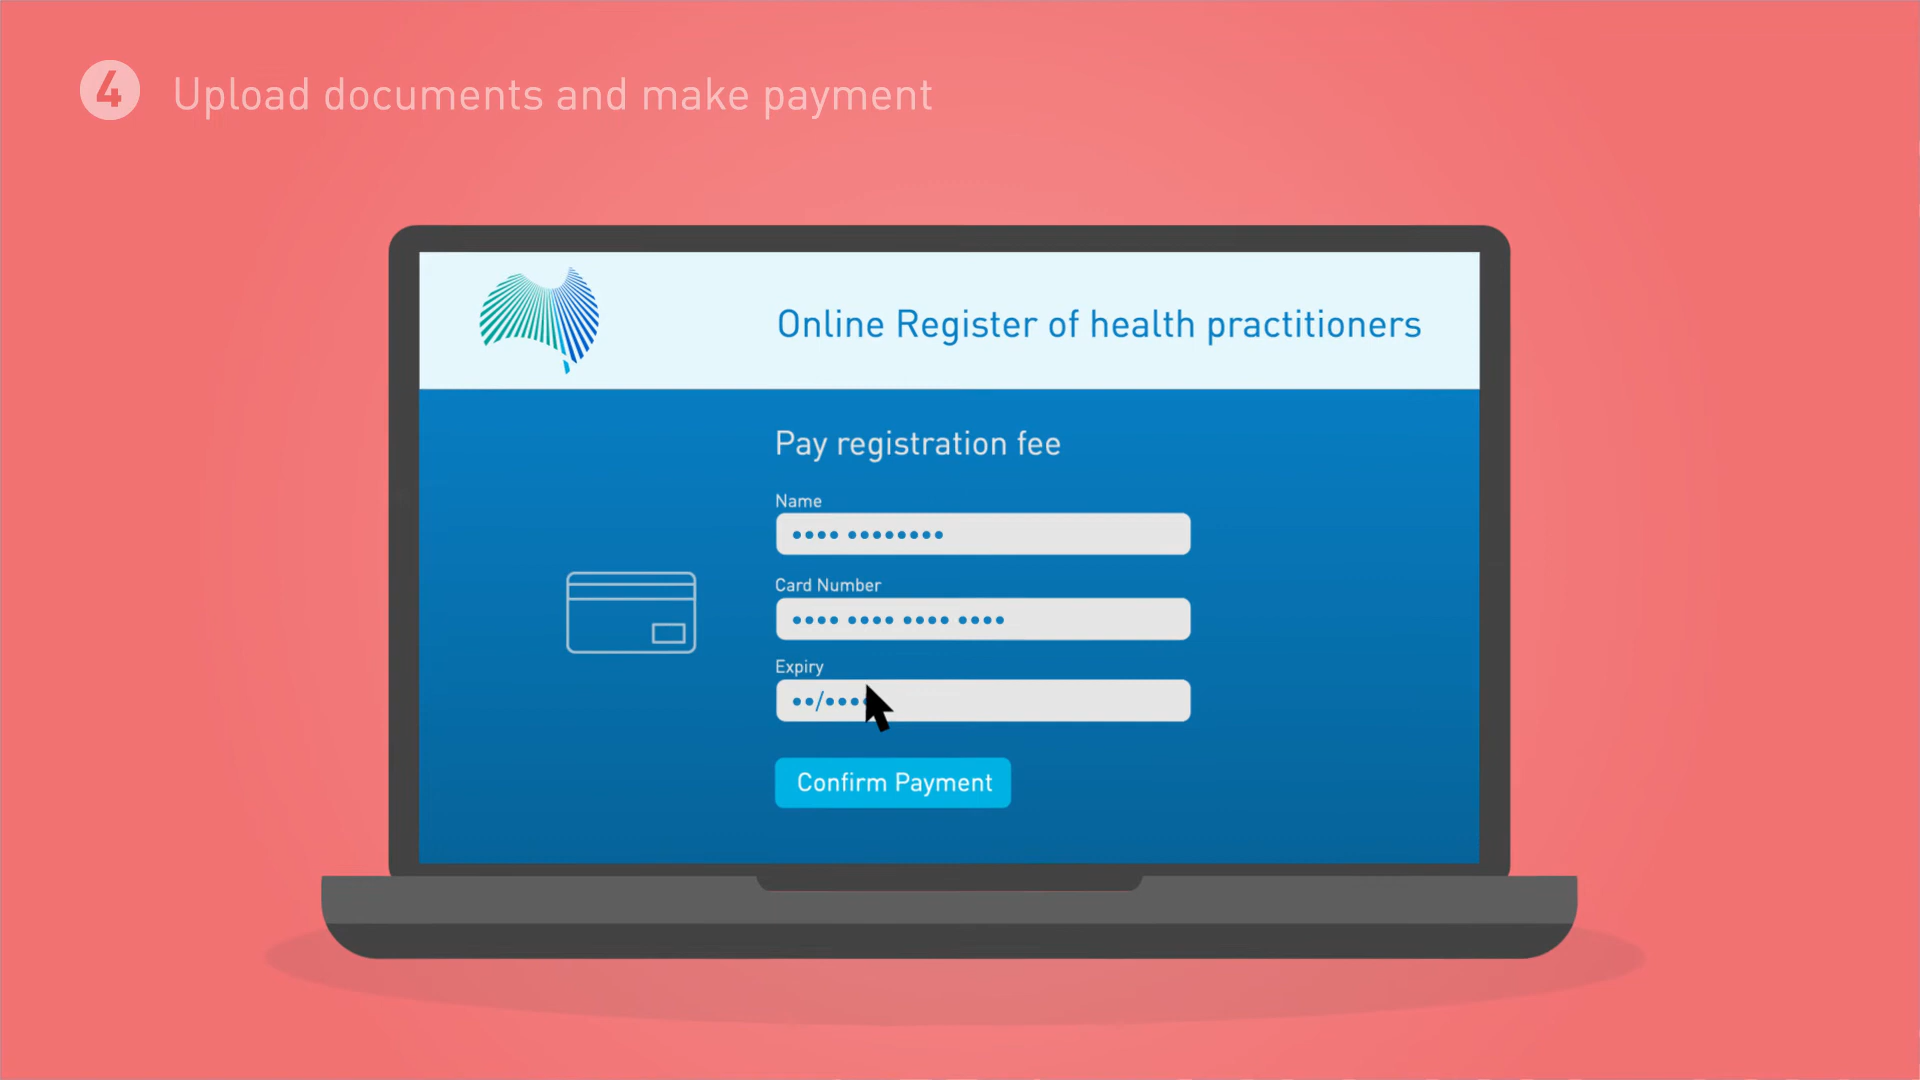 4 Upload documents and make payment
Online Register of health practitioners
Pay registration fee
Name
•••• ••••••••
Card Number
•••• •••• •••• ••••
Expiry
••/••••
Confirm Payment